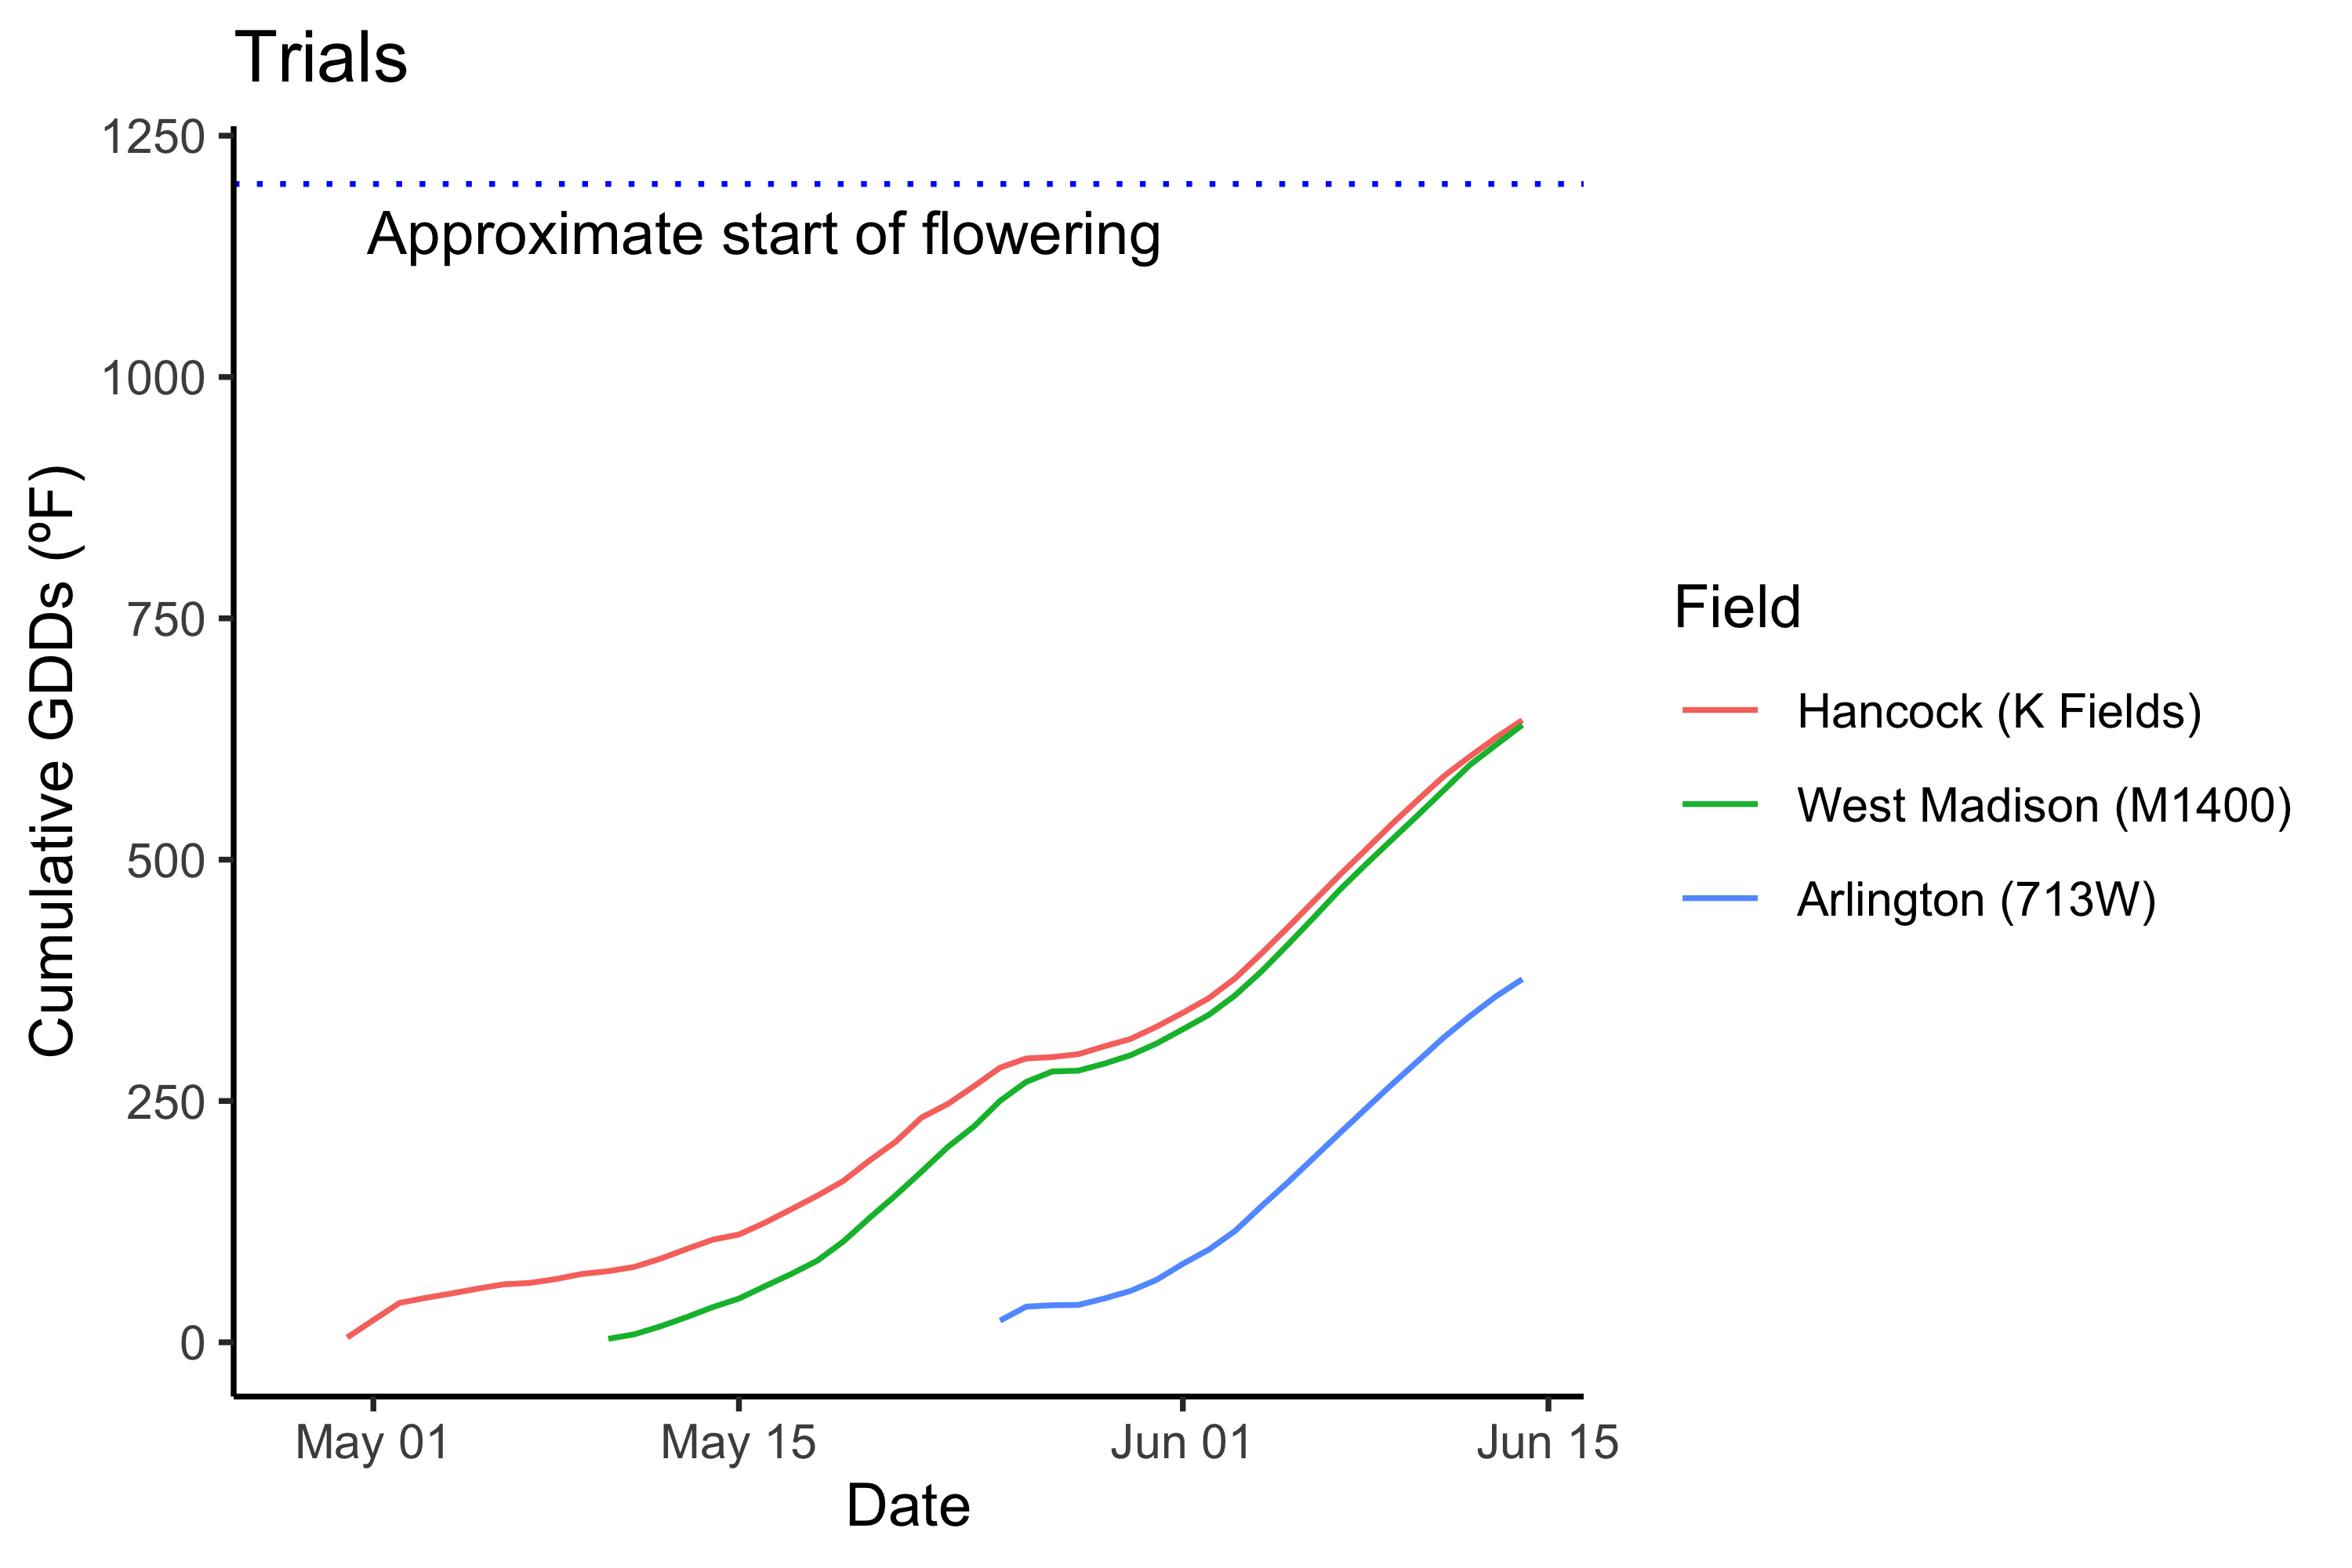 Trials
1250
Approximate start of flowering
1000
750
500
250
0
Cumulative GDDs (ºF)
May 01
May 15
Jun 01
Jun 15
Date
Field
Hancock (K Fields)
West Madison (M1400)
Arlington (713W)